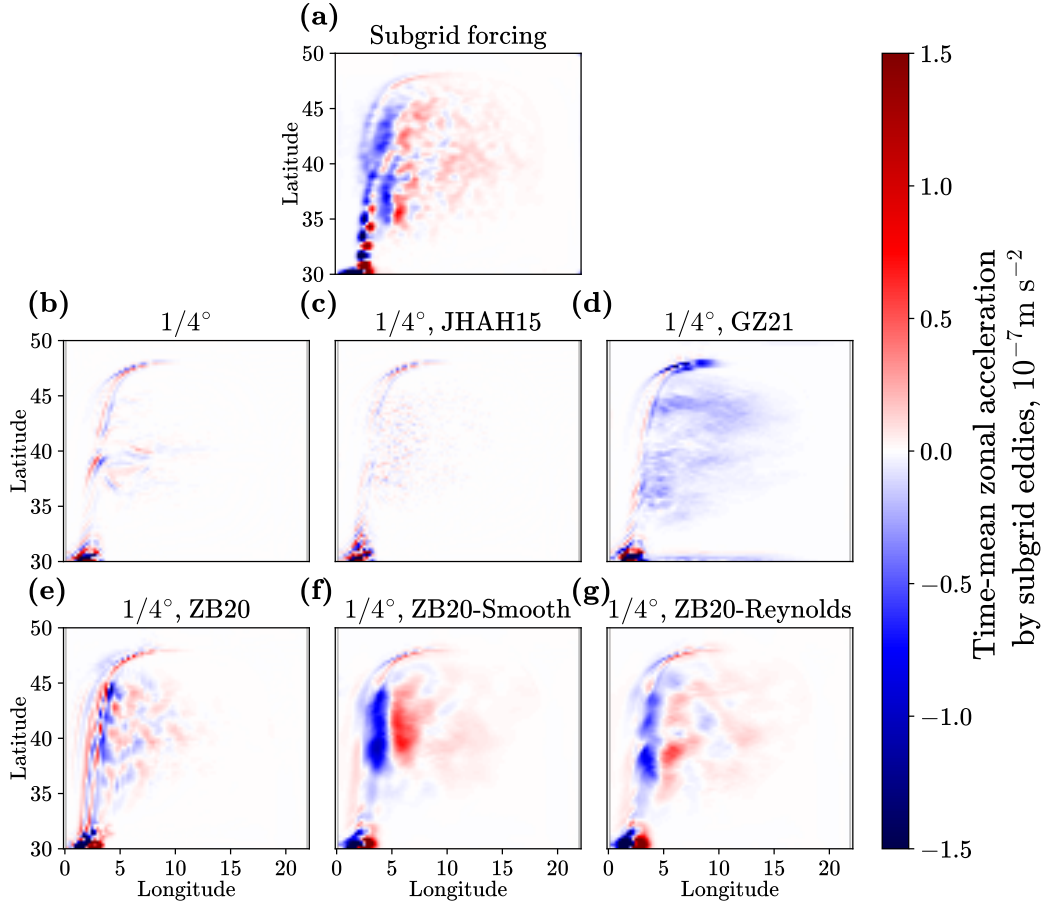 (a)
Subgrid forcing
50
45
40
35
30
Latitude
(b)
1/4°
(c)
1/4°, JHAH15
(d)
1/4°, GZ21
50
45
40
35
30
Latitude
(e)
1/4°, ZB20
(f)
1/4°, ZB20-Smooth
(g)
1/4°, ZB20-Reynolds
50
45
40
35
30
Latitude
0 5 10 15 20
Longitude
0 5 10 15 20
Longitude
0 5 10 15 20
Longitude
1.5
1.0
0.5
0.0
−0.5
−1.0
−1.5
Time-mean zonal acceleration
by subgrid eddies, 10⁻⁷m s⁻²